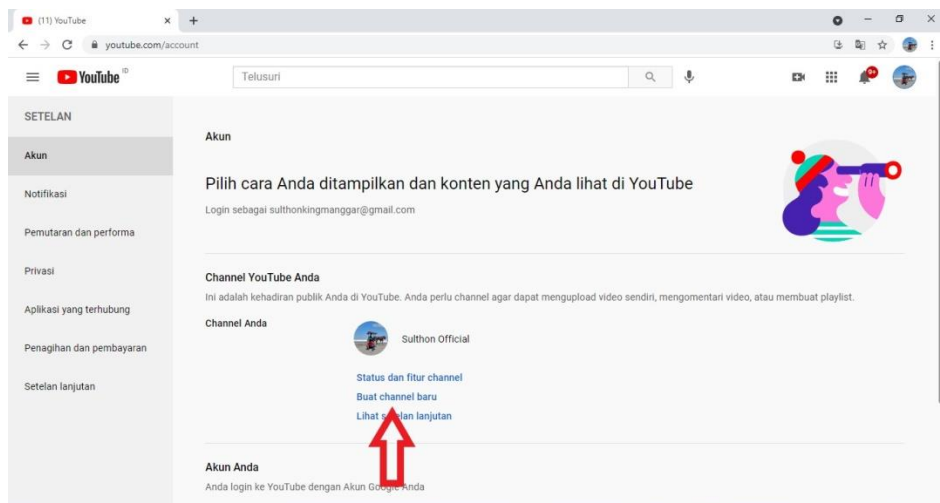 (11) YouTube
youtube.com/account
YouTube ID
Telusuri
9+
SETELAN
Akun
Notifikasi
Pemutaran dan performa
Privasi
Aplikasi yang terhubung
Penagihan dan pembayaran
Setelan lanjutan
Akun
Pilih cara Anda ditampilkan dan konten yang Anda lihat di YouTube
Login sebagai sulthonkingmanggar@gmail.com
Channel YouTube Anda
Ini adalah kehadiran publik Anda di YouTube. Anda perlu channel agar dapat mengupload video sendiri, mengomentari video, atau membuat playlist.
Channel Anda
Sulthon Official
Status dan fitur channel
Buat channel baru
Lihat setelan lanjutan
Akun Anda
Anda login ke YouTube dengan Akun Google Anda